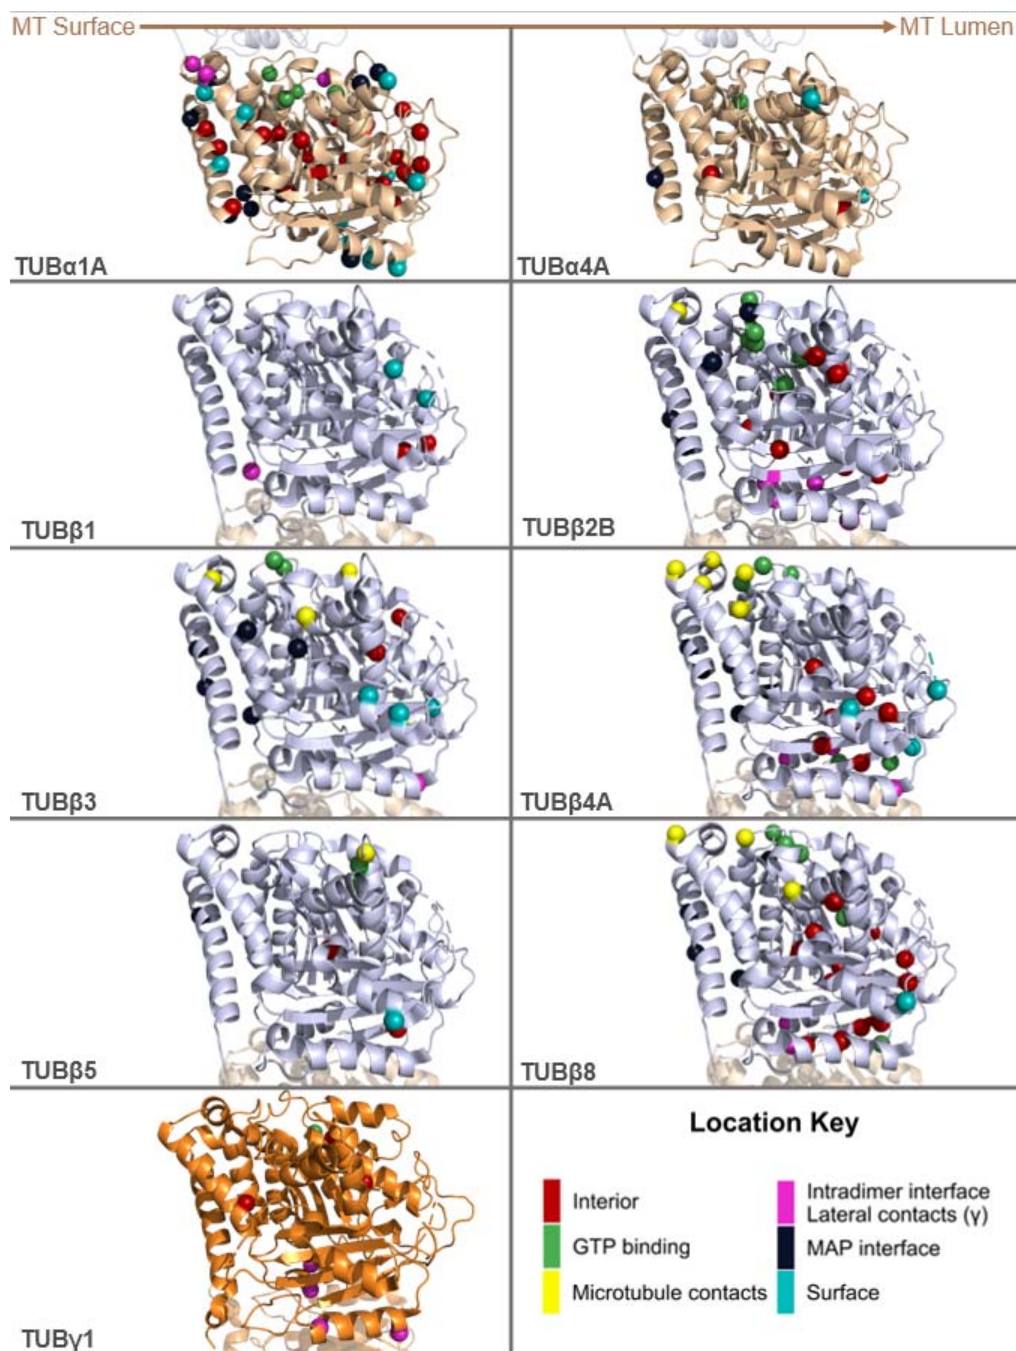 MT Surface MT Lumen
TUBα1A TUBα4A
TUBβ1 TUBβ2B
TUBβ3 TUBβ4A
TUBβ5 TUBβ8
TUBγ1
Location Key
Interior
GTP binding
Microtubule contacts
Intradimer interface
Lateral contacts (γ)
MAP interface
Surface